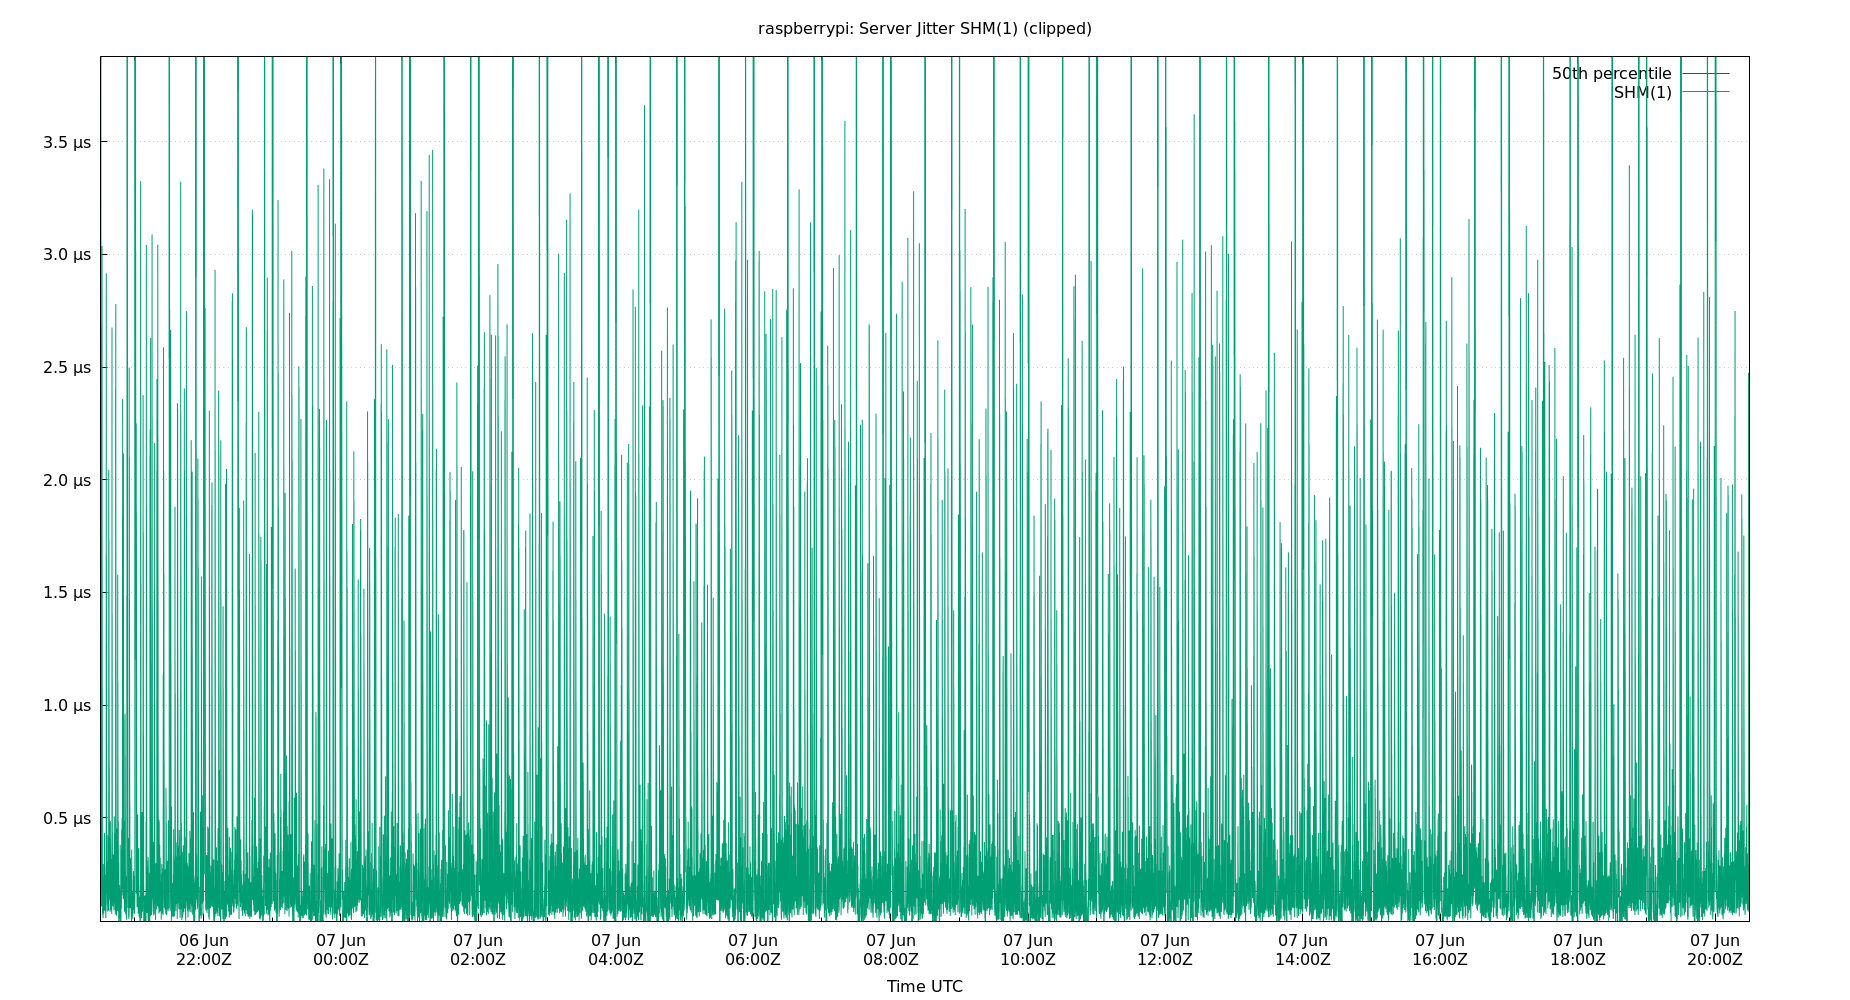 raspberrypi: Server Jitter SHM(1) (clipped)
50th percentile
SHM(1)
3.5 µs
3.0 µs
2.5 µs
2.0 µs
1.5 µs
1.0 µs
0.5 µs
06 Jun 07 Jun 07 Jun 07 Jun 07 Jun 07 Jun 07 Jun 07 Jun 07 Jun 07 Jun 07 Jun 07 Jun
22:00Z 00:00Z 02:00Z 04:00Z 06:00Z 08:00Z 10:00Z 12:00Z 14:00Z 16:00Z 18:00Z 20:00Z
Time UTC